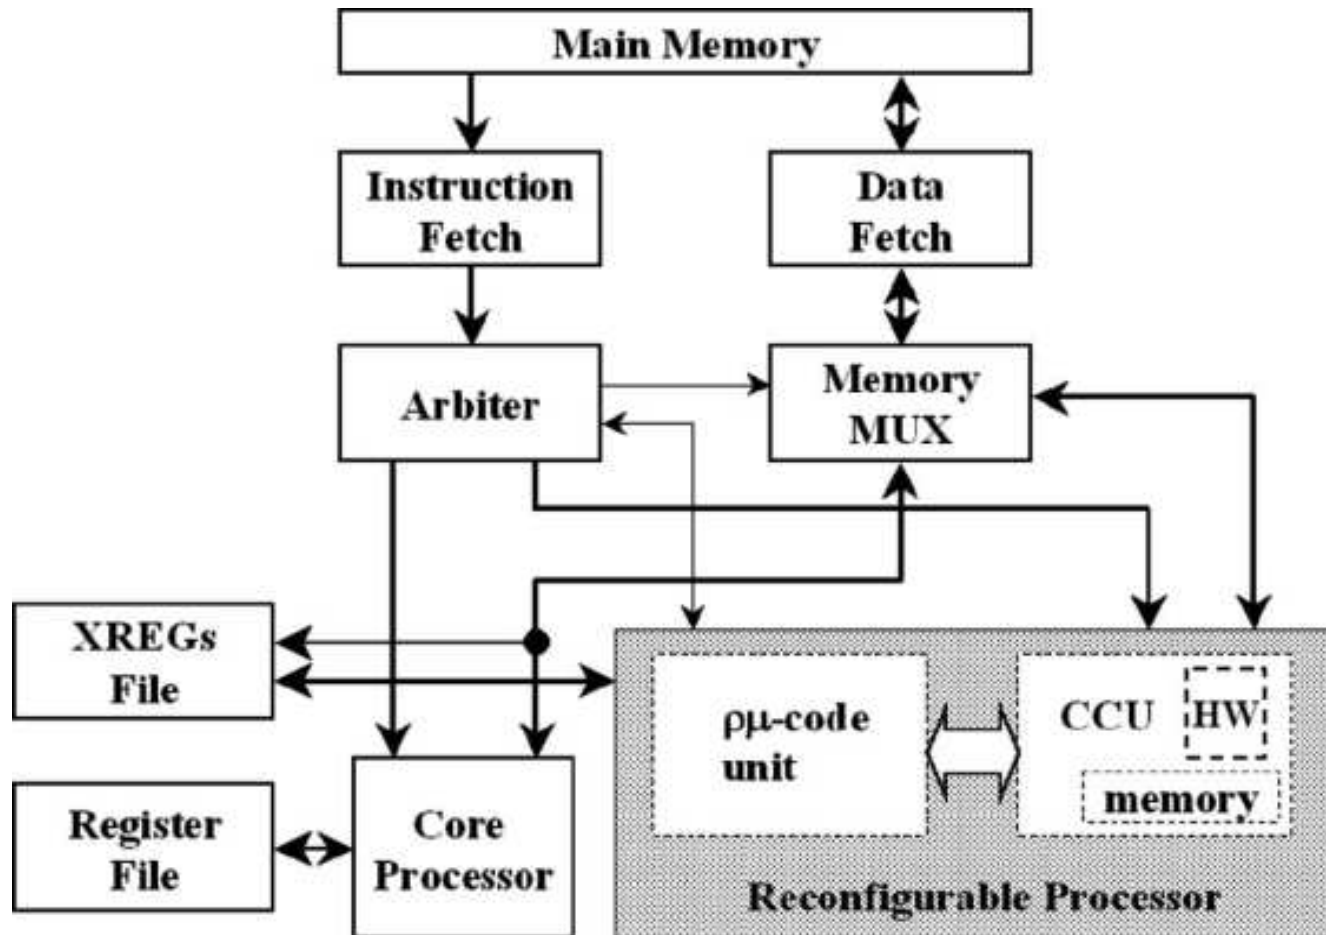 Main Memory
Instruction
Fetch
Data
Fetch
Arbiter
Memory
MUX
XREGs
File
ρμ-code
unit
CCU
HW
memory
Register
File
Core
Processor
Reconfigurable Processor